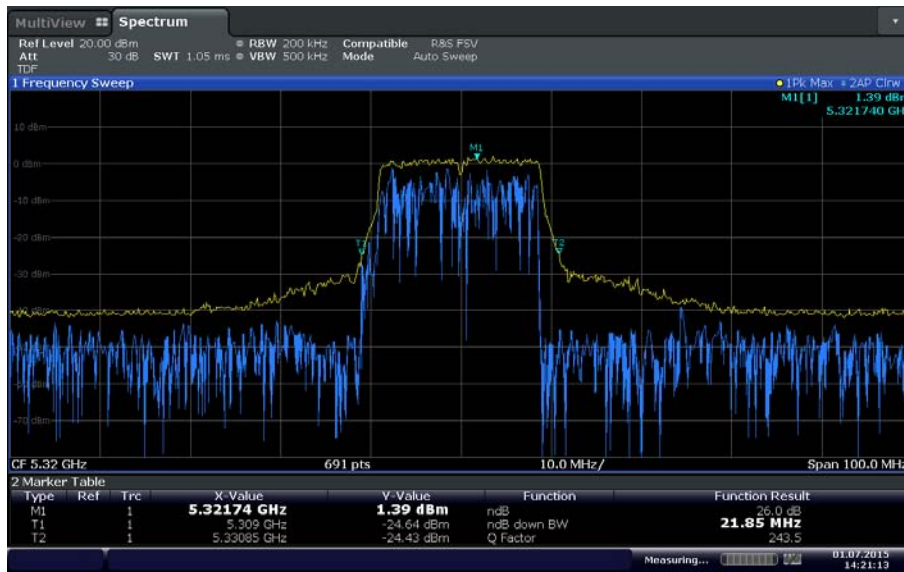 MultiView Spectrum
Ref Level 20.00 dBm RBW 200 kHz Compatible R&S FSV
Att 30 dB SWT 1.05 ms VBW 500 kHz Mode Auto Sweep
TDF
1 Frequency Sweep 1Pk Max 2AP Clrw
M1[1] 1.39 dBm
5.321740 GHz
10 dBm
M1
0 dBm
-10 dBm
-20 dBm
T1 T2
-30 dBm
-70 dBm
CF 5.32 GHz 691 pts 10.0 MHz/ Span 100.0 MHz
2 Marker Table
Type Ref Trc X-Value Y-Value Function Function Result
M1 1 5.32174 GHz 1.39 dBm ndB 26.0 dB
T1 1 5.309 GHz -24.64 dBm ndB down BW 21.85 MHz
T2 1 5.33085 GHz -24.43 dBm Q Factor 243.5
Measuring... 01.07.2015
14:21:13